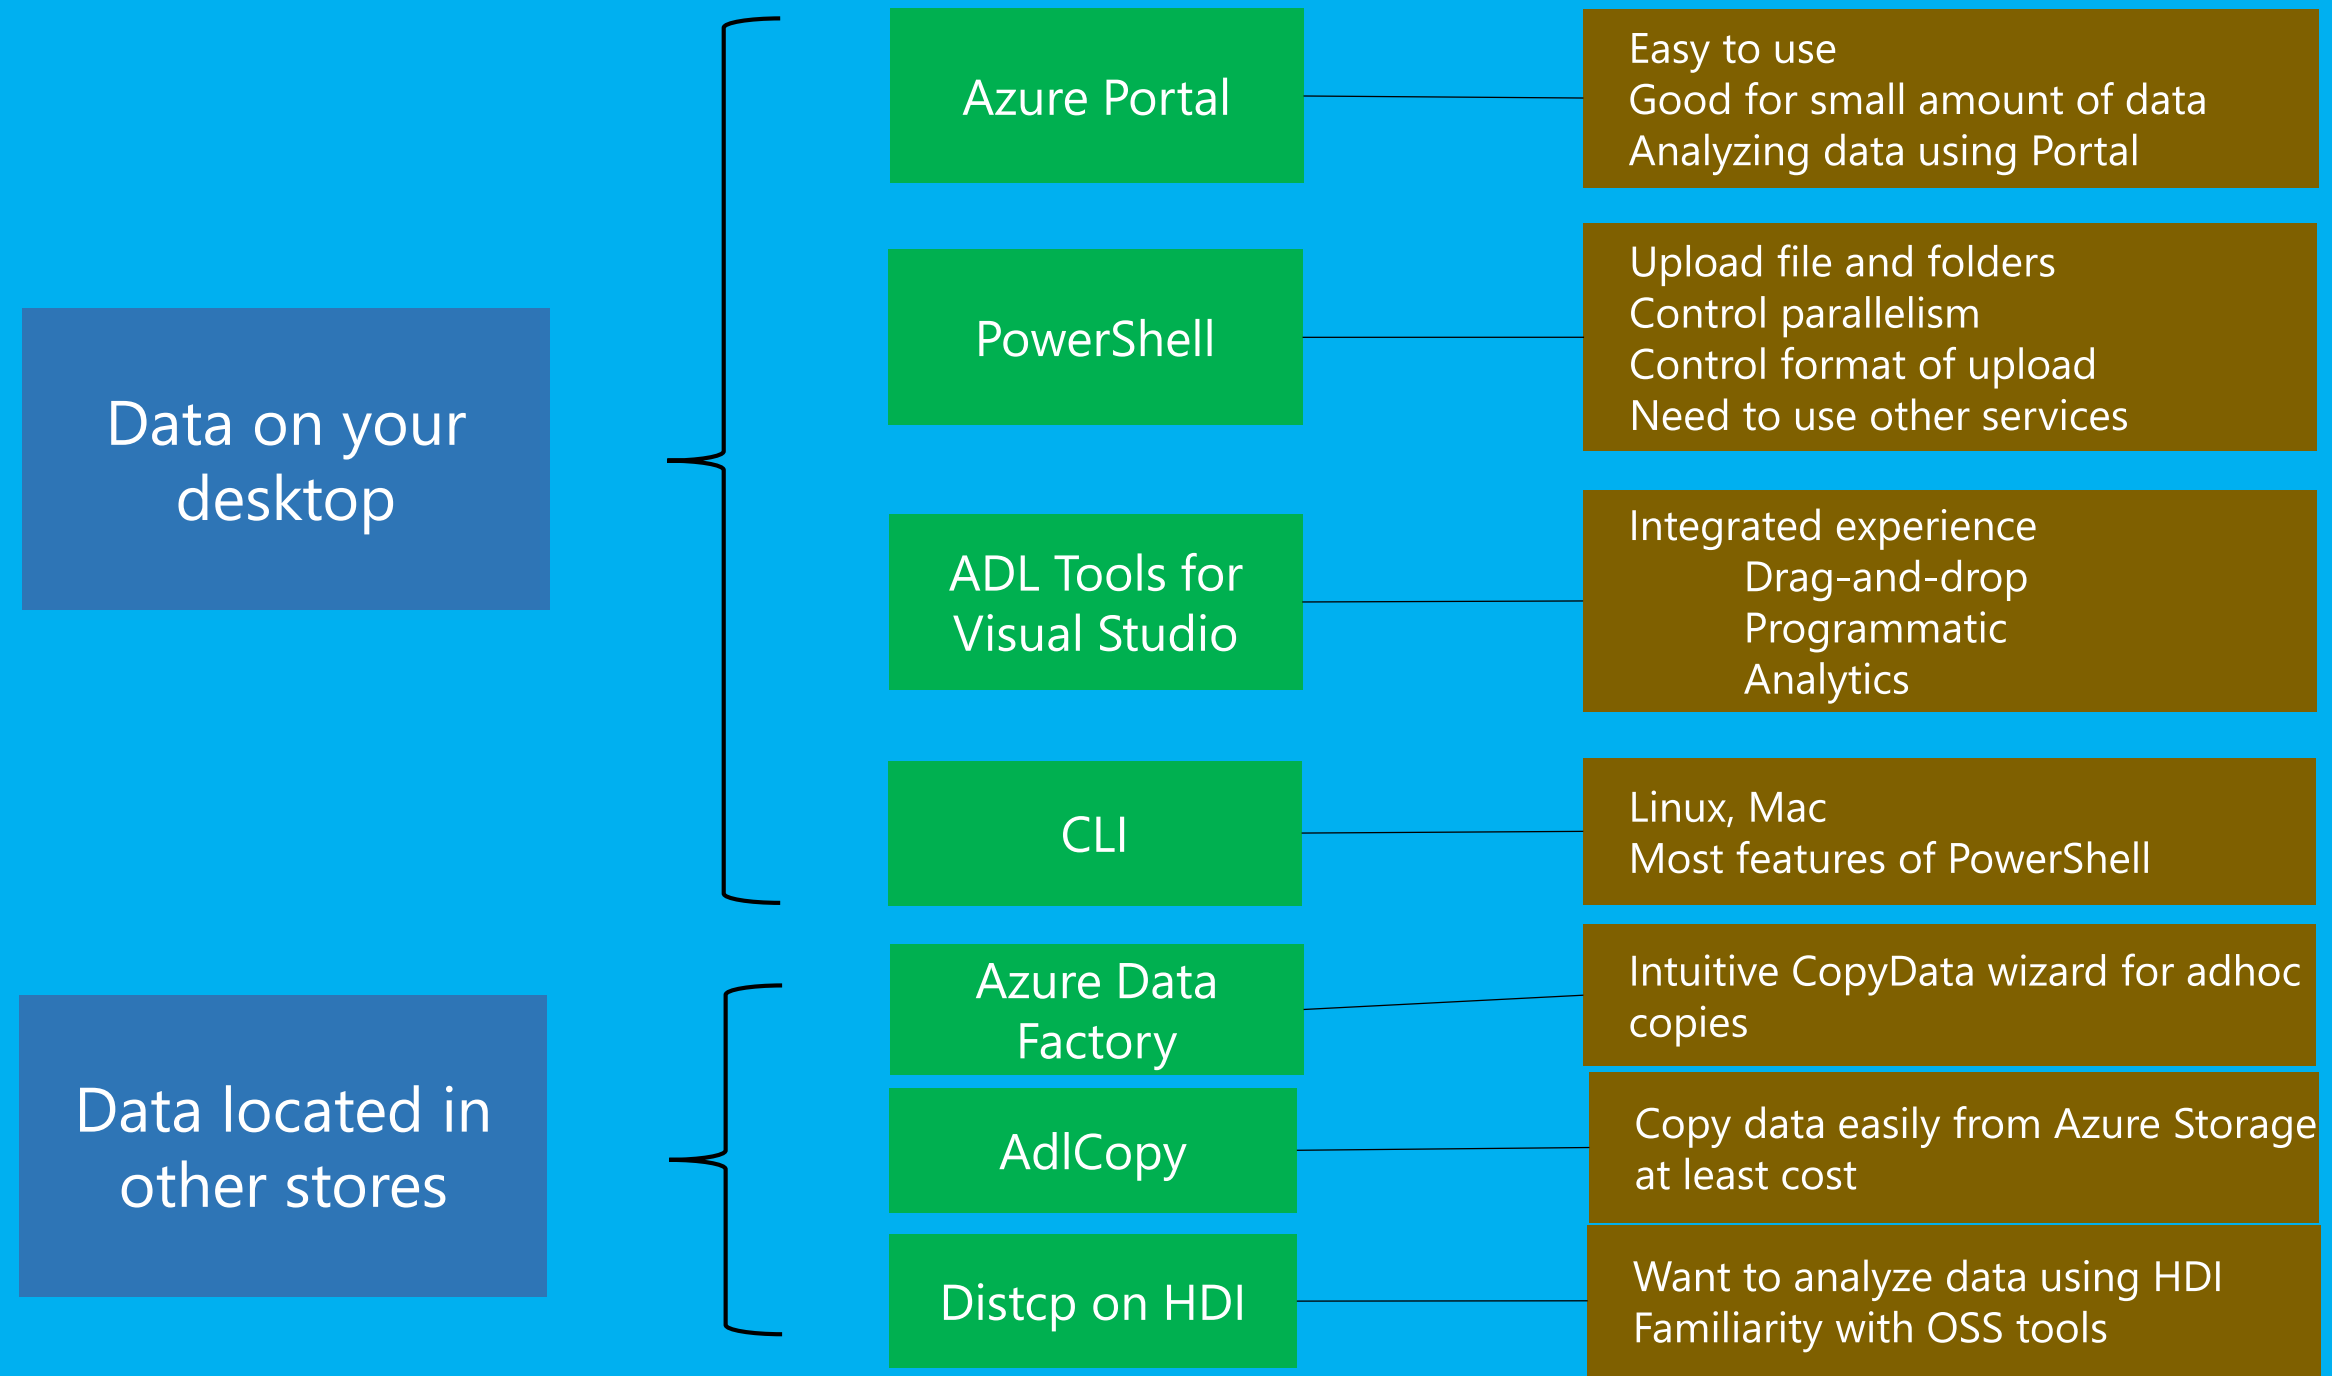 Data on your
desktop
Azure Portal
Easy to use
Good for small amount of data
Analyzing data using Portal
PowerShell
Upload file and folders
Control parallelism
Control format of upload
Need to use other services
ADL Tools for
Visual Studio
Integrated experience
Drag-and-drop
Programmatic
Analytics
CLI
Linux, Mac
Most features of PowerShell
Data located in
other stores
Azure Data
Factory
Intuitive CopyData wizard for adhoc
copies
AdlCopy
Copy data easily from Azure Storage
at least cost
Distcp on HDI
Want to analyze data using HDI
Familiarity with OSS tools